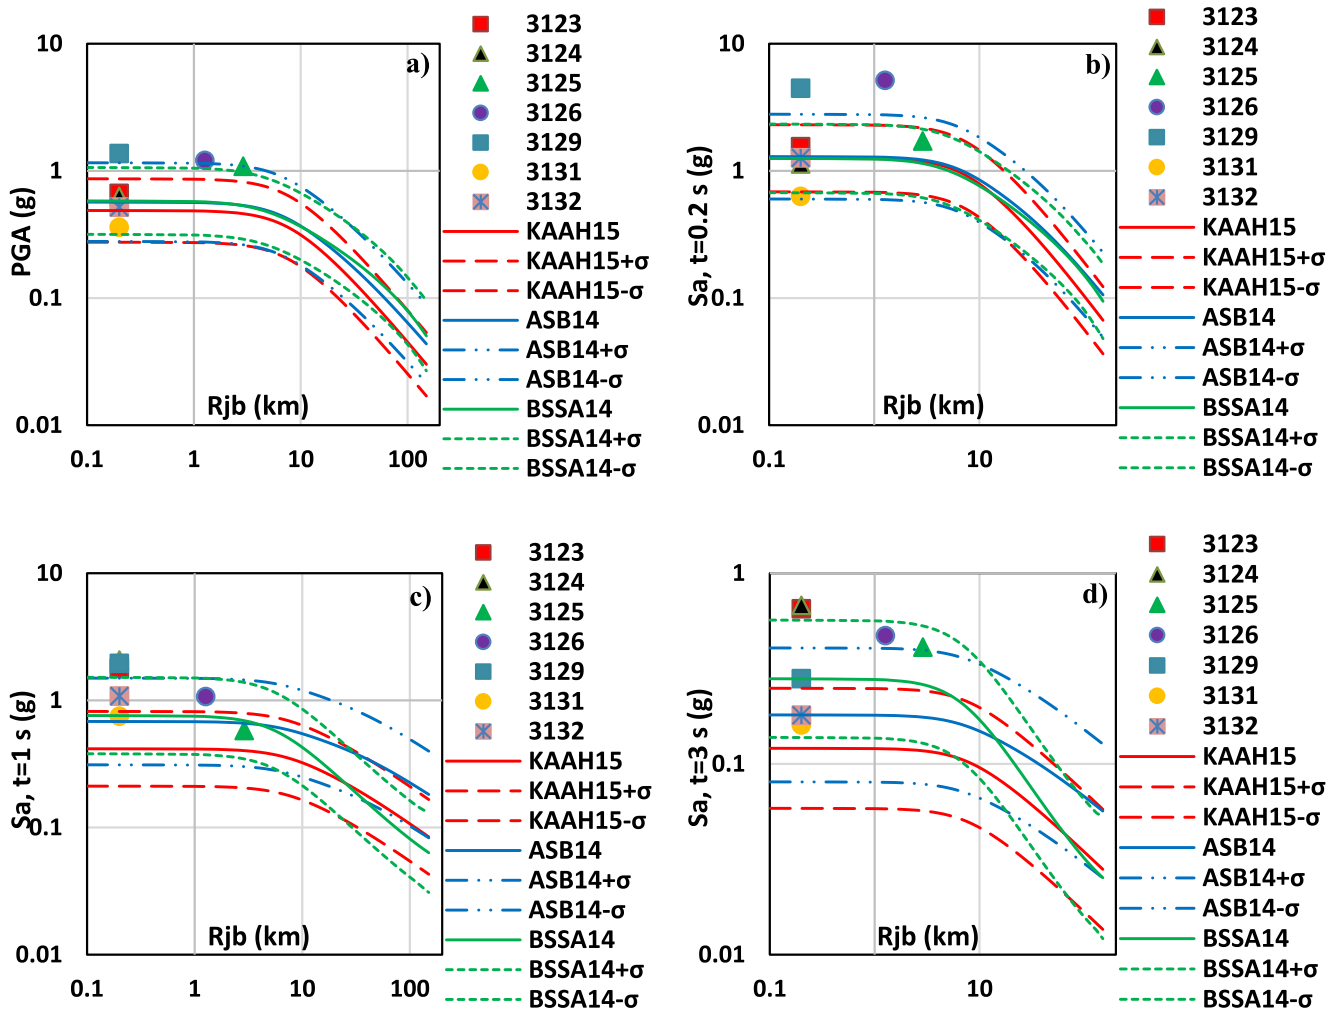 a)
10
1
0.1
0.01
PGA (g)
Rjb (km)
0.1
1
10
100
3123
3124
3125
3126
3129
3131
3132
KAAH15
KAAH15+σ
KAAH15-σ
ASB14
ASB14+σ
ASB14-σ
BSSA14
BSSA14+σ
BSSA14-σ
b)
10
1
0.1
0.01
Sa, t=0.2 s (g)
Rjb (km)
0.1
10
3123
3124
3125
3126
3129
3131
3132
KAAH15
KAAH15+σ
KAAH15-σ
ASB14
ASB14+σ
ASB14-σ
BSSA14
BSSA14+σ
BSSA14-σ
c)
10
1
0.1
0.01
Sa, t=1 s (g)
Rjb (km)
0.1
1
10
100
3123
3124
3125
3126
3129
3131
3132
KAAH15
KAAH15+σ
KAAH15-σ
ASB14
ASB14+σ
ASB14-σ
BSSA14
BSSA14+σ
BSSA14-σ
d)
1
0.1
0.01
Sa, t=3 s (g)
Rjb (km)
0.1
10
3123
3124
3125
3126
3129
3131
3132
KAAH15
KAAH15+σ
KAAH15-σ
ASB14
ASB14+σ
ASB14-σ
BSSA14
BSSA14+σ
BSSA14-σ